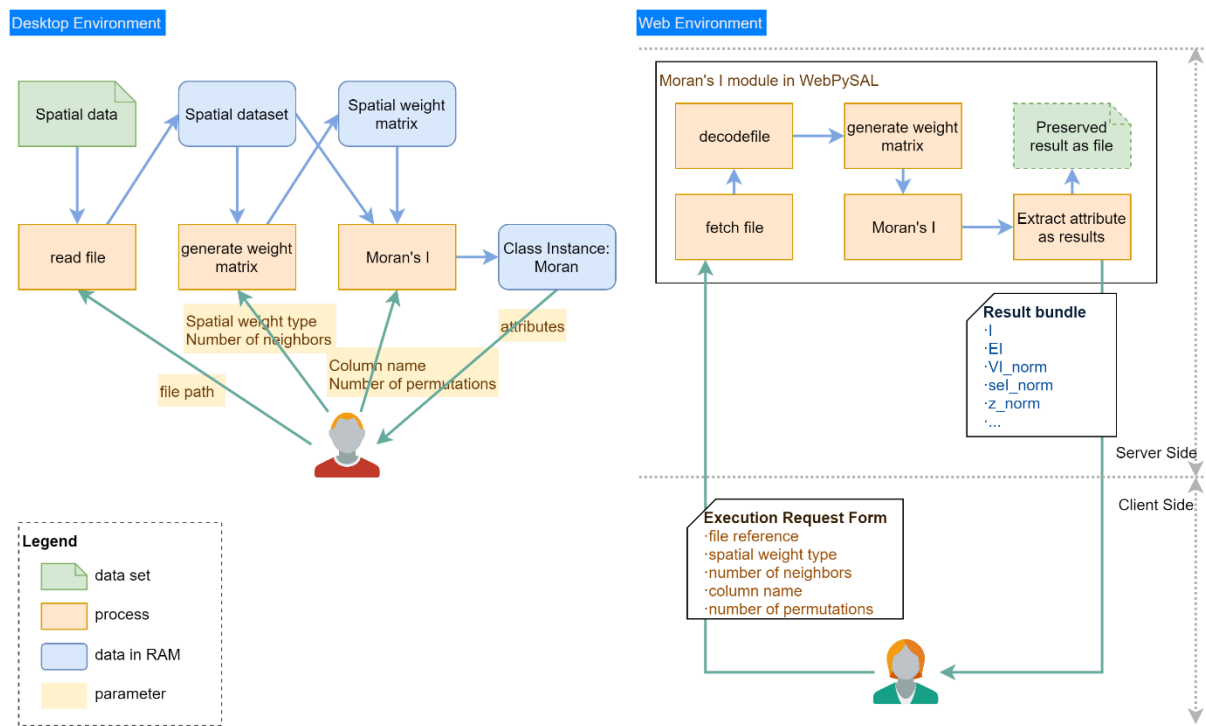 Desktop Environment
Spatial data
Spatial dataset
Spatial weight
matrix
read file
generate weight
matrix
Moran's I
Class Instance:
Moran
Spatial weight type
Number of neighbors
Column name
Number of permutations
attributes
file path
Legend
data set
process
data in RAM
parameter
Web Environment
Moran's I module in WebPySAL
decodefile
generate weight
matrix
Preserved
result as file
fetch file
Moran's I
Extract attribute
as results
Result bundle
·I
·EI
·VI_norm
·seI_norm
·z_norm
·...
Server Side
Client Side
Execution Request Form
·file reference
·spatial weight type
·number of neighbors
·column name
·number of permutations